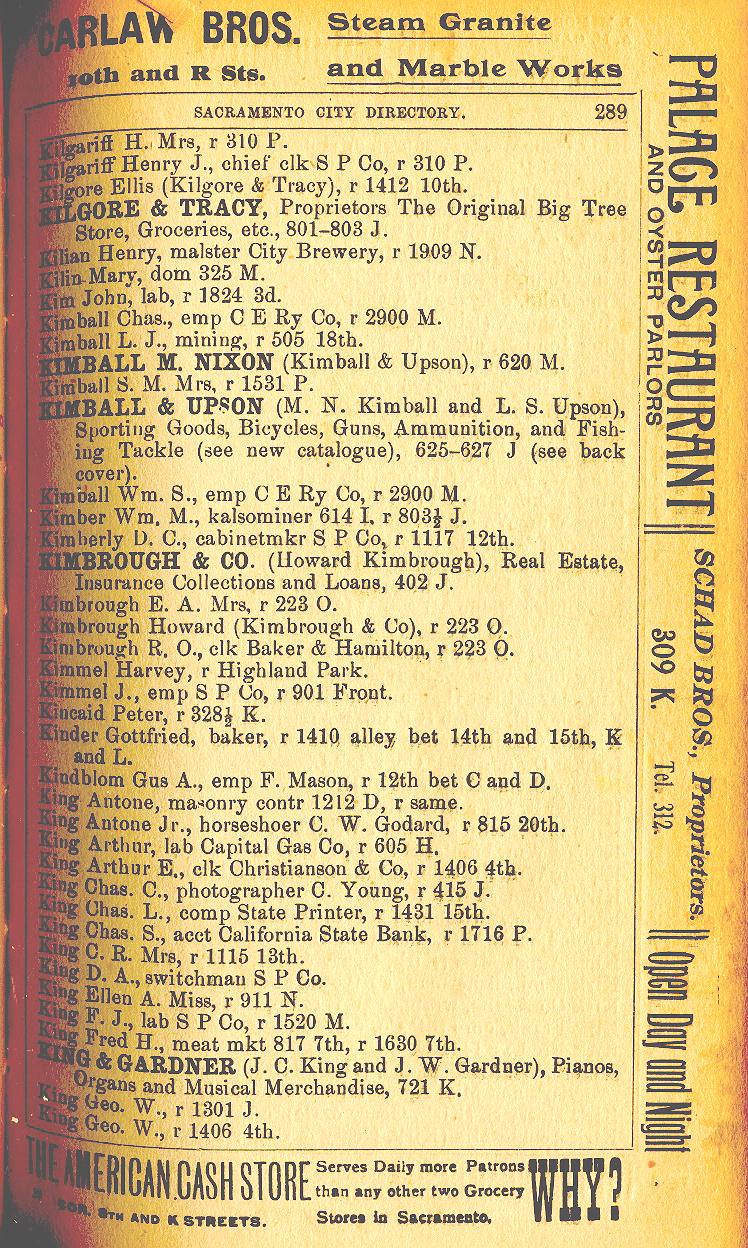 CARLAW BROS. Steam Granite
10th and R Sts. and Marble Works
SACRAMENTO CITY DIRECTORY. 289
Kilgariff H. Mrs, r 310 P.
Kilgariff Henry J., chief clk S P Co, r 310 P.
Kilgore Ellis (Kilgore & Tracy), r 1412 10th.
KILGORE & TRACY, Proprietors The Original Big Tree
Store, Groceries, etc., 801–803 J.
Kilian Henry, malster City Brewery, r 1909 N.
Kilin Mary, dom 325 M.
Kim John, lab, r 1824 3d.
Kimball Chas., emp C E Ry Co, r 2900 M.
Kimball L. J., mining, r 505 18th.
KIMBALL M. NIXON (Kimball & Upson), r 620 M.
Kimball S. M. Mrs, r 1531 P.
KIMBALL & UPSON (M. N. Kimball and L. S. Upson),
Sporting Goods, Bicycles, Guns, Ammunition, and Fish-
ing Tackle (see new catalogue), 625–627 J (see back
cover).
Kimball Wm. S., emp C E Ry Co, r 2900 M.
Kimber Wm. M., kalsominer 614 I, r 803½ J.
Kimberly D. C., cabinetmkr S P Co, r 1117 12th.
KIMBROUGH & CO. (Howard Kimbrough), Real Estate,
Insurance Collections and Loans, 402 J.
Kimbrough E. A. Mrs, r 223 O.
Kimbrough Howard (Kimbrough & Co), r 223 O.
Kimbrough R. O., clk Baker & Hamilton, r 223 O.
Kimmel Harvey, r Highland Park.
Kimmel J., emp S P Co, r 901 Front.
Kincaid Peter, r 328½ K.
Kinder Gottfried, baker, r 1410 alley bet 14th and 15th, K
and L.
Kindblom Gus A., emp F. Mason, r 12th bet C and D.
King Antone, masonry contr 1212 D, r same.
King Antone Jr., horseshoer C. W. Godard, r 815 20th.
King Arthur, lab Capital Gas Co, r 605 H.
King Arthur E., clk Christianson & Co, r 1406 4th.
King Chas. C., photographer C. Young, r 415 J.
King Chas. L., comp State Printer, r 1431 15th.
King Chas. S., acct California State Bank, r 1716 P.
King C. R. Mrs, r 1115 13th.
King D. A., switchman S P Co.
King Ellen A. Miss, r 911 N.
King F. J., lab S P Co, r 1520 M.
King Fred H., meat mkt 817 7th, r 1630 7th.
KING & GARDNER (J. C. King and J. W. Gardner), Pianos,
Organs and Musical Merchandise, 721 K.
King Geo. W., r 1301 J.
King Geo. W., r 1406 4th.
THE AMERICAN CASH STORE Serves Daily more Patrons WHY?
than any other two Grocery
COR. 8TH AND K STREETS. Stores in Sacramento.
PALACE RESTAURANT
AND OYSTER PARLORS
SCHAD BROS., Proprietors.
309 K. Tel. 312.
Open Day and Night